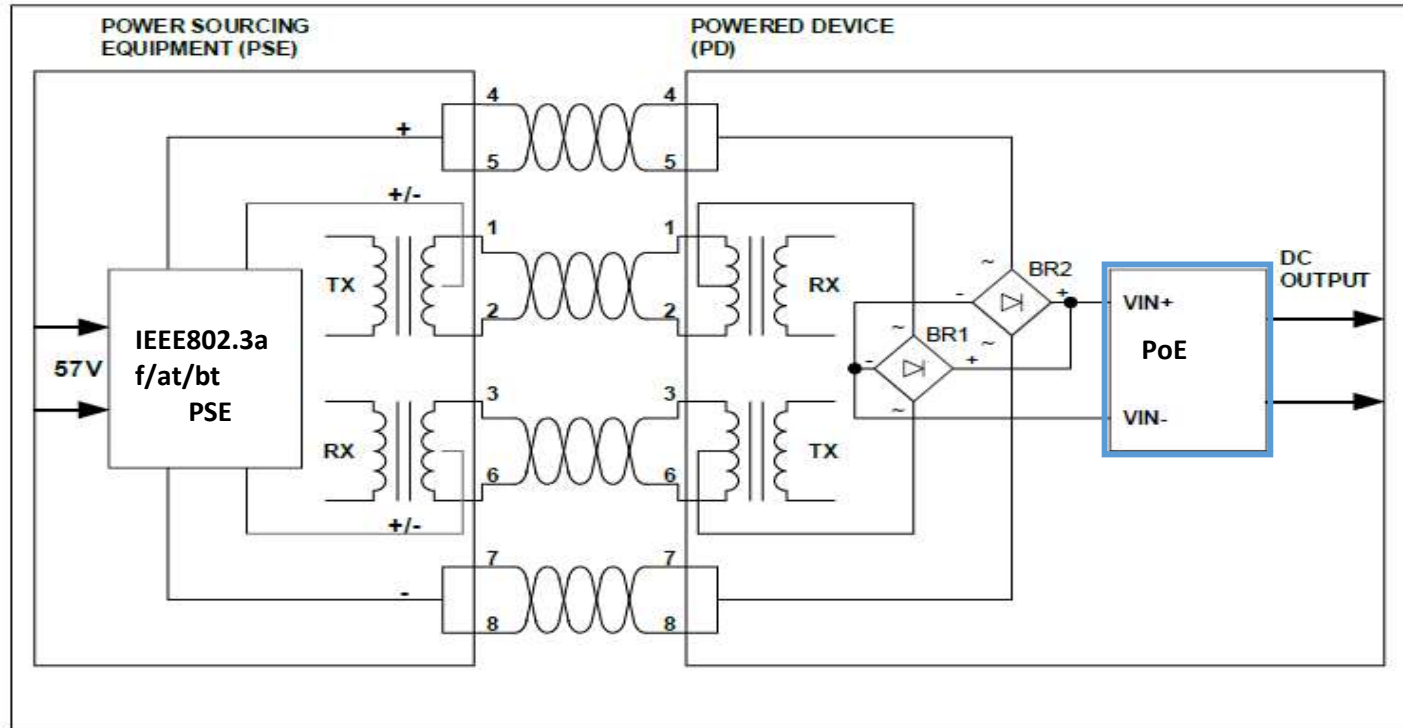 POWER SOURCING
EQUIPMENT (PSE)
POWERED DEVICE
(PD)
4
4
+
5
5
+/-
1
1
TX
RX
2
2
~
BR2
-
+
~
DC
OUTPUT
VIN+
PoE
VIN-
~
BR1
-
+
~
57V
IEEE802.3a
f/at/bt
PSE
3
3
RX
TX
6
6
+/-
7
7
-
8
8